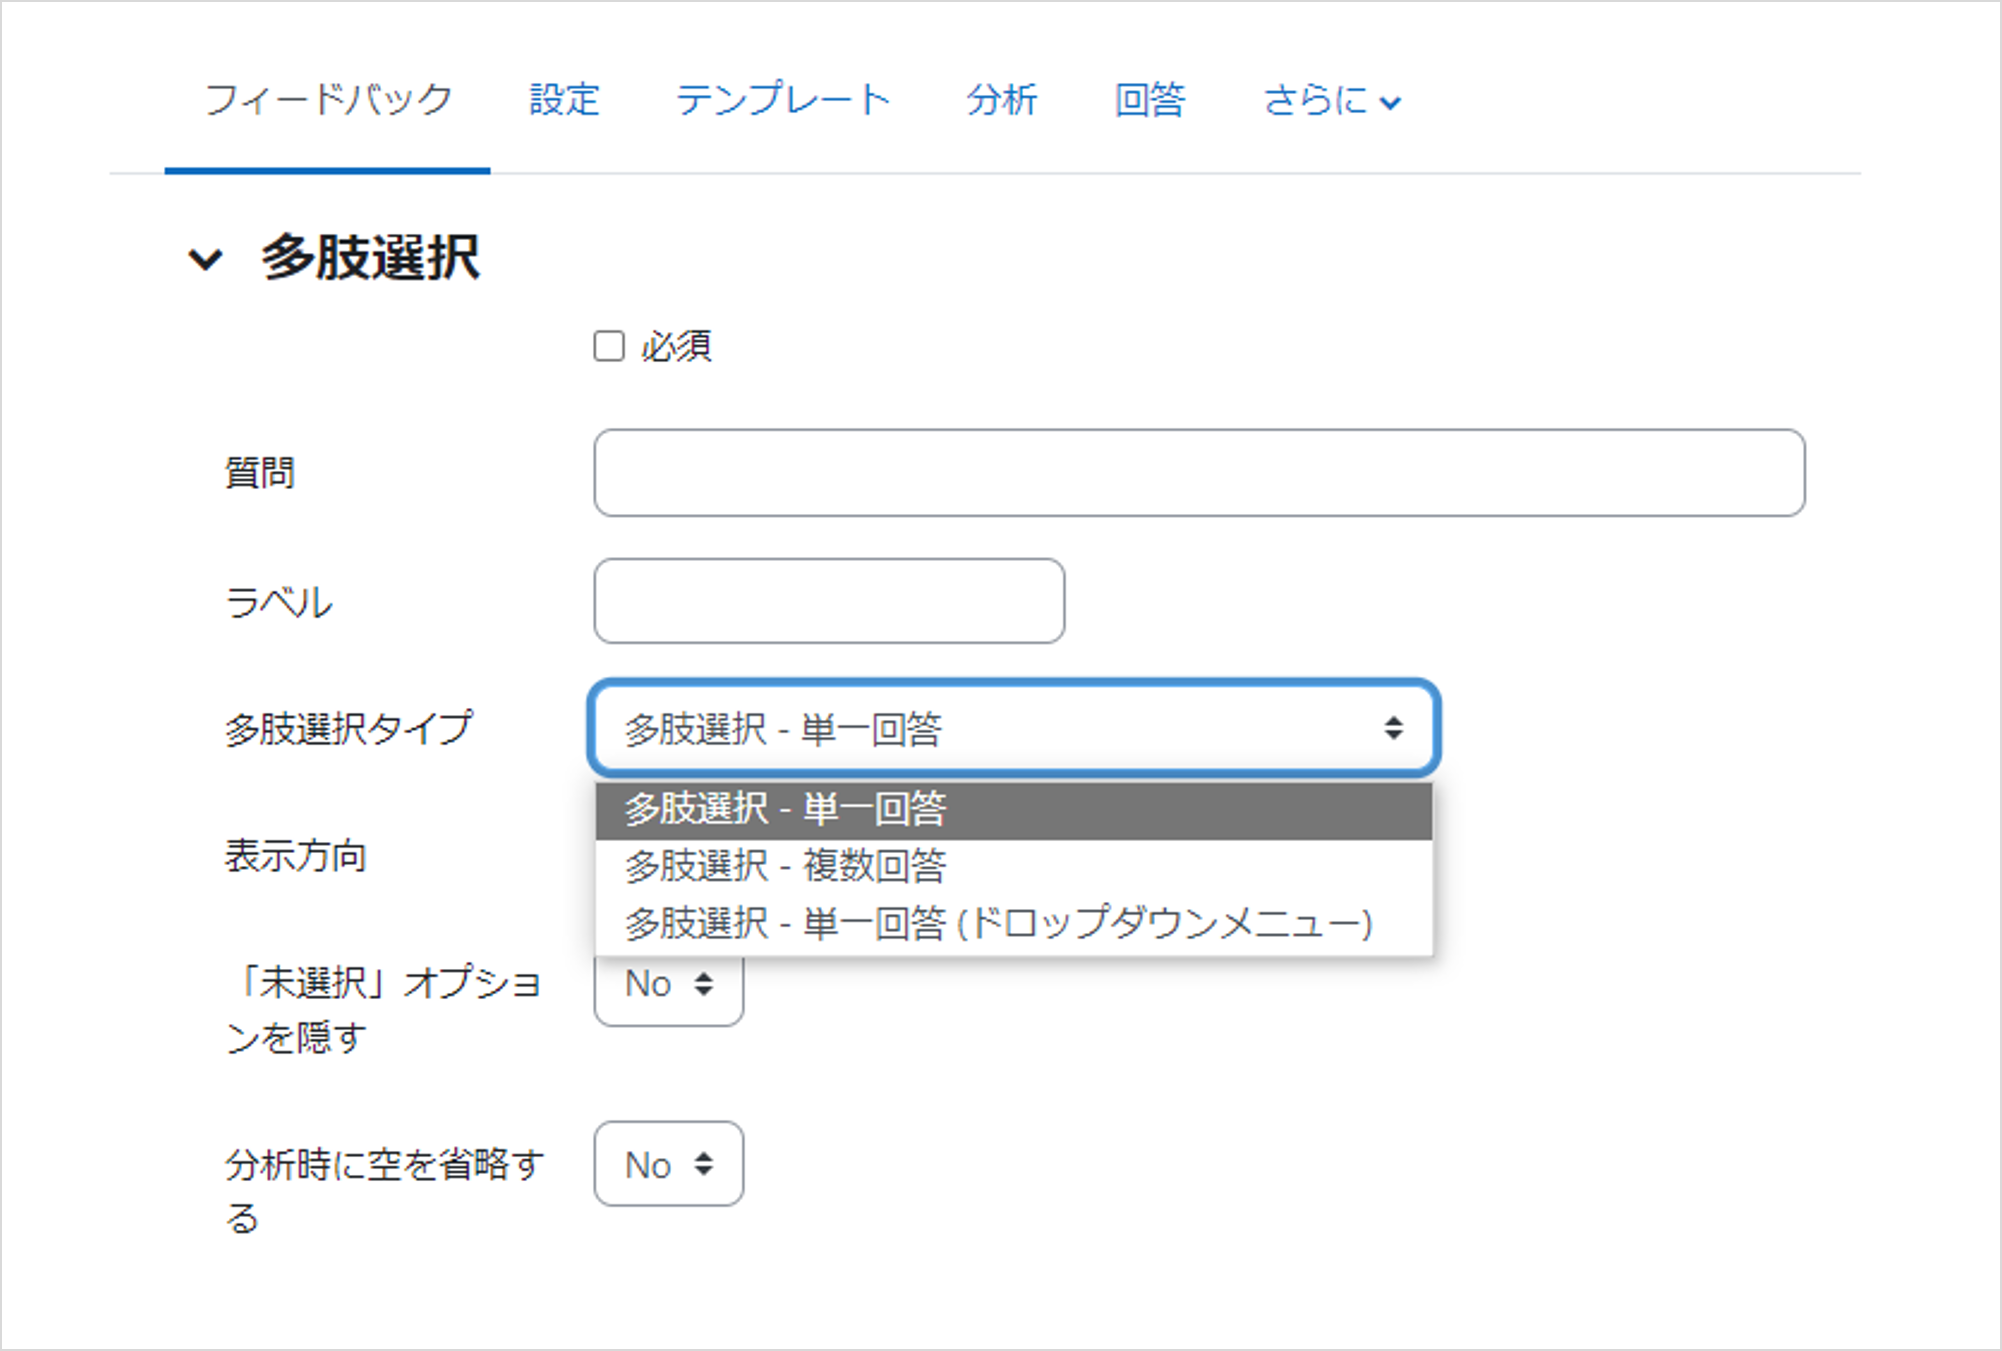 フィードバック 設定 テンプレート 分析 回答 さらに
多肢選択
必須
質問
ラベル
多肢選択タイプ 多肢選択 - 単一回答
多肢選択 - 単一回答
多肢選択 - 複数回答
多肢選択 - 単一回答 (ドロップダウンメニュー)
表示方向
「未選択」オプショ
ンを隠す
No
分析時に空を省略す
る
No